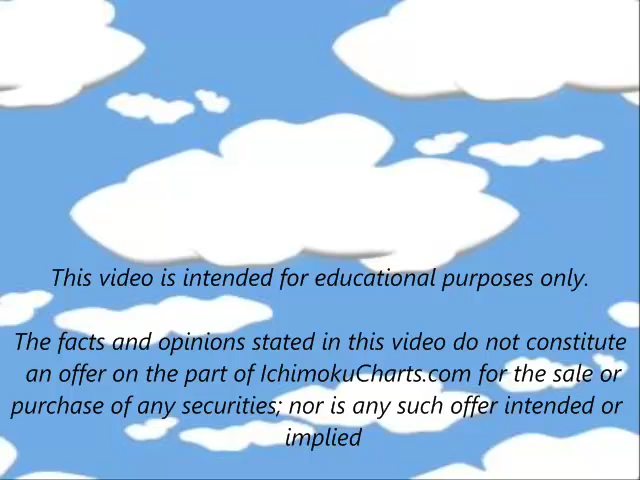 This video is intended for educational purposes only.
The facts and opinions stated in this video do not constitute
an offer on the part of IchimokuCharts.com for the sale or
purchase of any securities; nor is any such offer intended or
implied